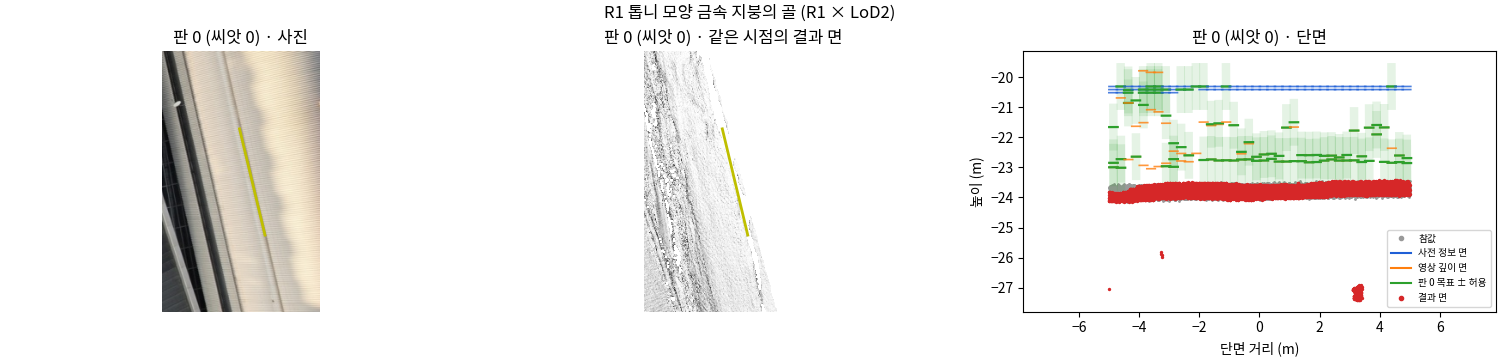 R1 톱니 모양 금속 지붕의 골 (R1 × LoD2)
판 0 (씨앗 0) · 사진
판 0 (씨앗 0) · 같은 시점의 결과 면
판 0 (씨앗 0) · 단면
높이 (m)
−20
−21
−22
−23
−24
−25
−26
−27
참값
사전 정보 면
영상 깊이 면
판 0 목표 ± 허용
결과 면
−6
−4
−2
0
2
4
6
단면 거리 (m)